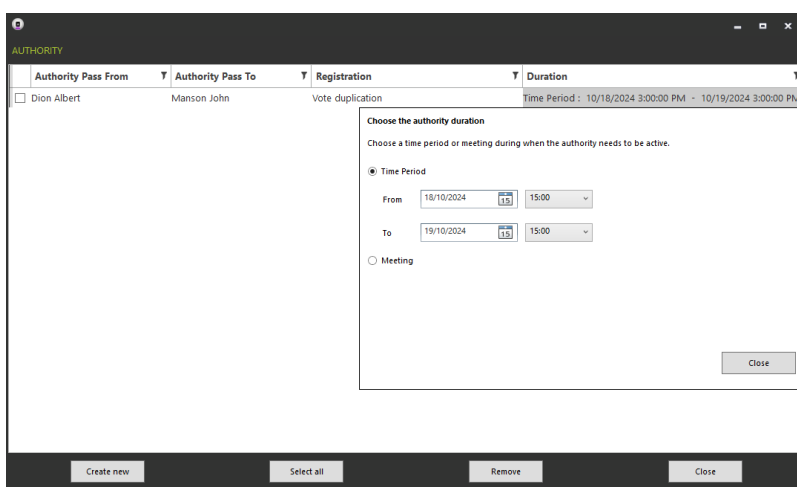 AUTHORITY
Authority Pass From Authority Pass To Registration Duration
Dion Albert Manson John Vote duplication Time Period : 10/18/2024 3:00:00 PM - 10/19/2024 3:00:00 PM
Choose the authority duration
Choose a time period or meeting during when the authority needs to be active.
Time Period
From 18/10/2024 15 15:00
To 19/10/2024 15 15:00
Meeting
Close
Create new Select all Remove Close